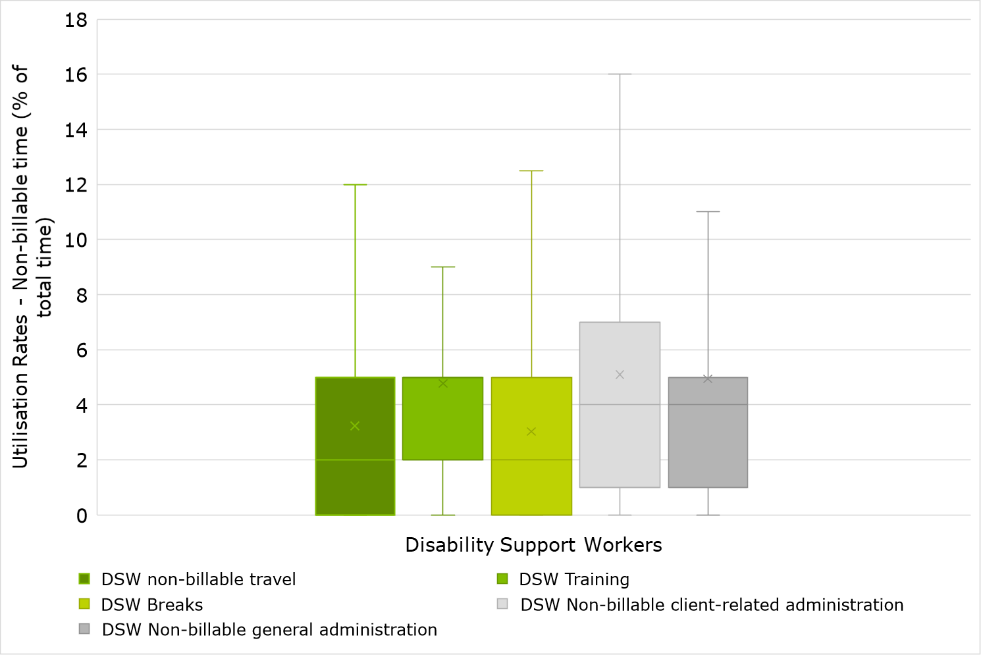 18
16
14
12
10
8
6
4
2
0
Utilisation Rates - Non-billable time (% of
total time)
Disability Support Workers
DSW non-billable travel
DSW Training
DSW Breaks
DSW Non-billable client-related administration
DSW Non-billable general administration